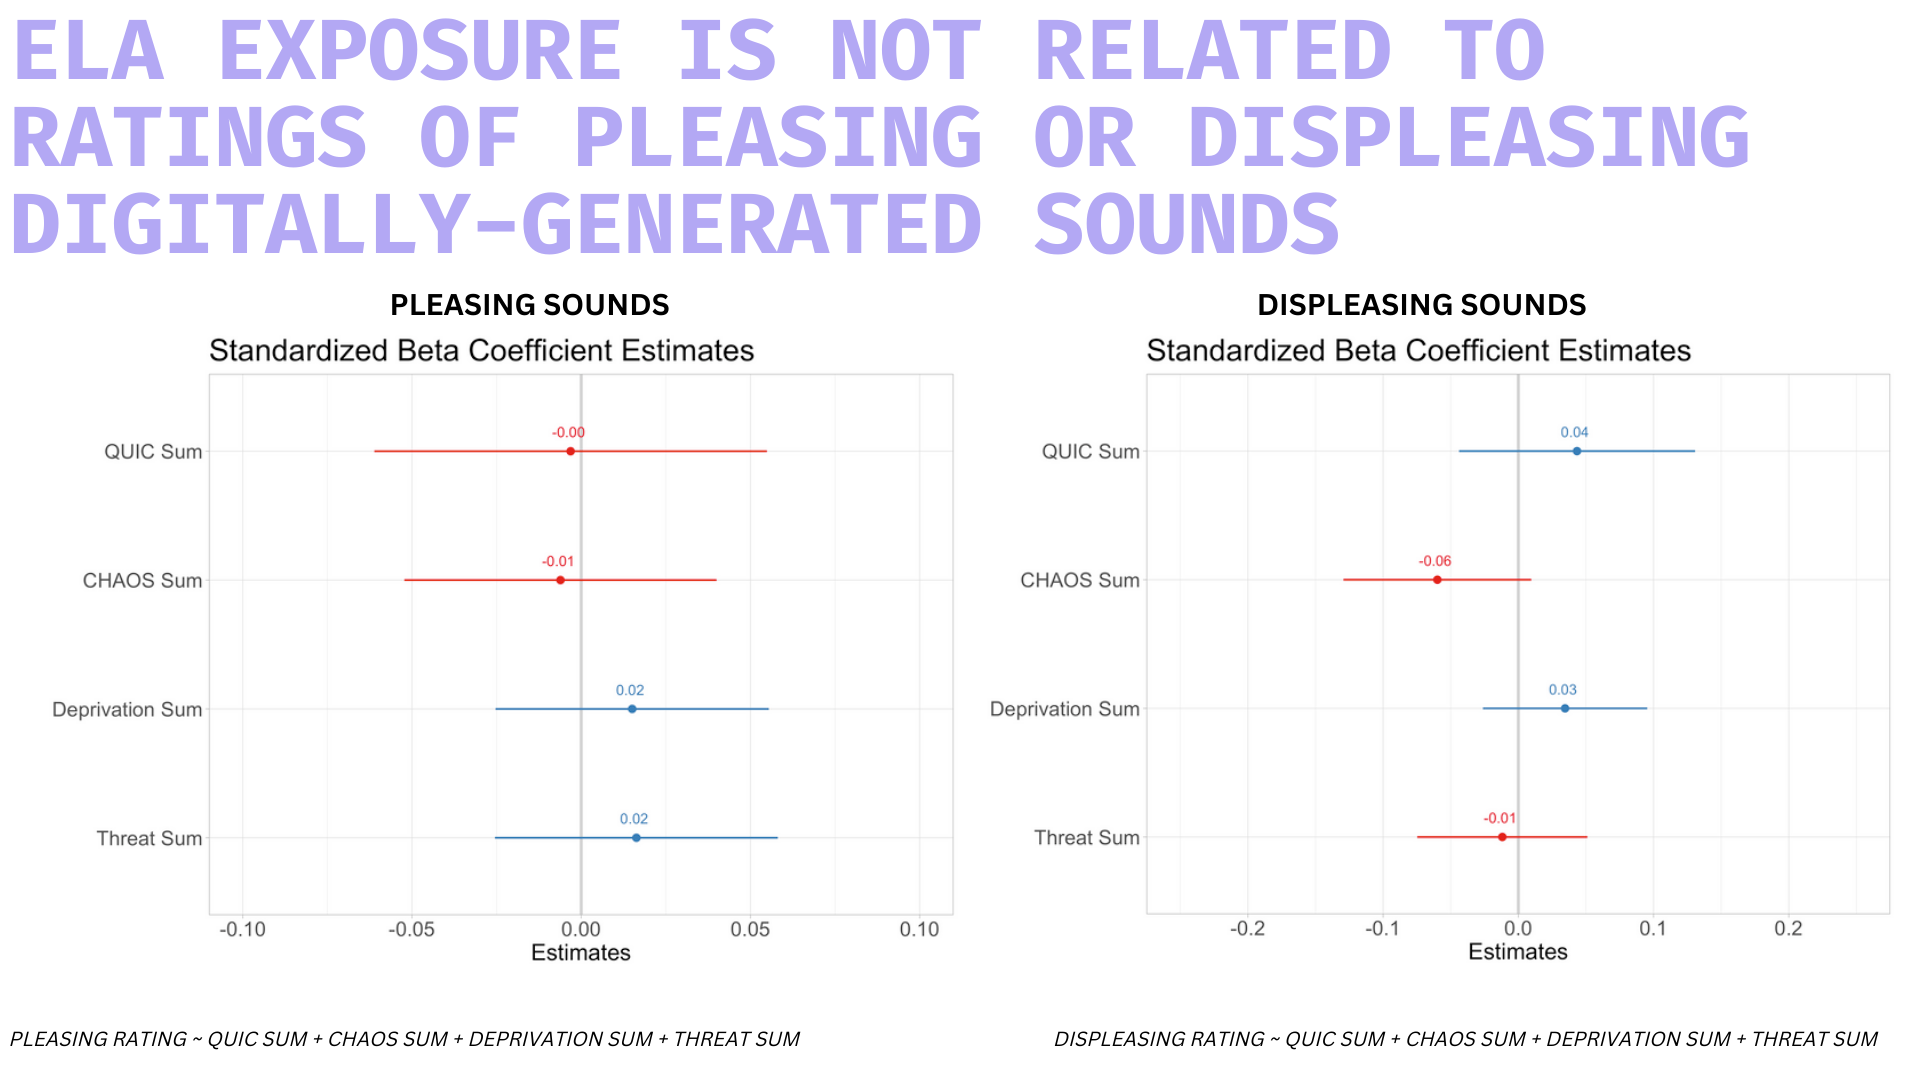 ELA EXPOSURE IS NOT RELATED TO
RATINGS OF PLEASING OR DISPLEASING
DIGITALLY-GENERATED SOUNDS
PLEASING SOUNDS
Standardized Beta Coefficient Estimates
QUIC Sum
-0.00
CHAOS Sum
-0.01
Deprivation Sum
0.02
Threat Sum
0.02
-0.10 -0.05 0.00 0.05 0.10
Estimates
PLEASING RATING ~ QUIC SUM + CHAOS SUM + DEPRIVATION SUM + THREAT SUM
DISPLEASING SOUNDS
Standardized Beta Coefficient Estimates
QUIC Sum
0.04
CHAOS Sum
-0.06
Deprivation Sum
0.03
Threat Sum
-0.01
-0.2 -0.1 0.0 0.1 0.2
Estimates
DISPLEASING RATING ~ QUIC SUM + CHAOS SUM + DEPRIVATION SUM + THREAT SUM